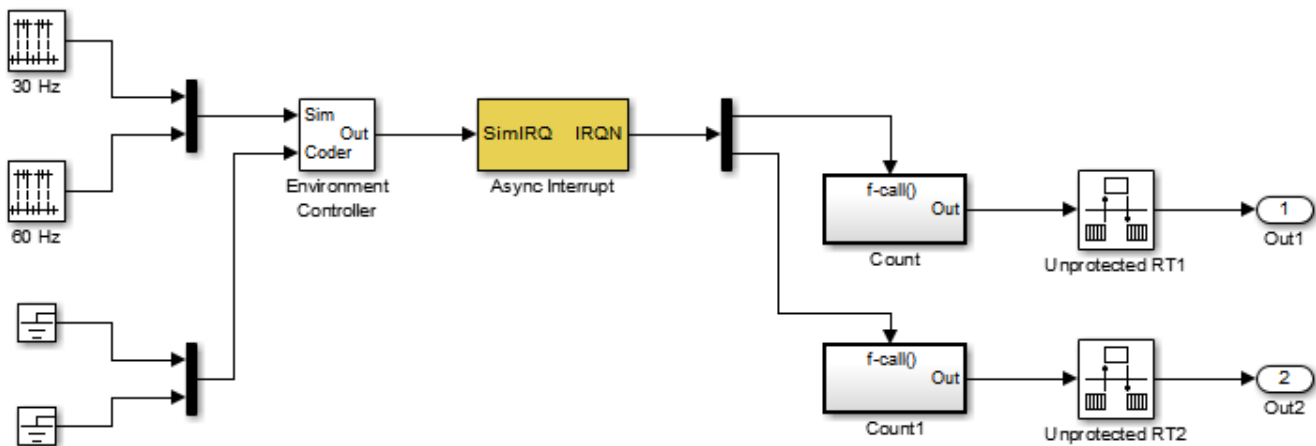 30 Hz
60 Hz
Sim
Out
Coder
Environment
Controller
SimIRQ IRQN
Async Interrupt
f-call()
Out
Count
Unprotected RT1
1
Out1
f-call()
Out
Count1
Unprotected RT2
2
Out2